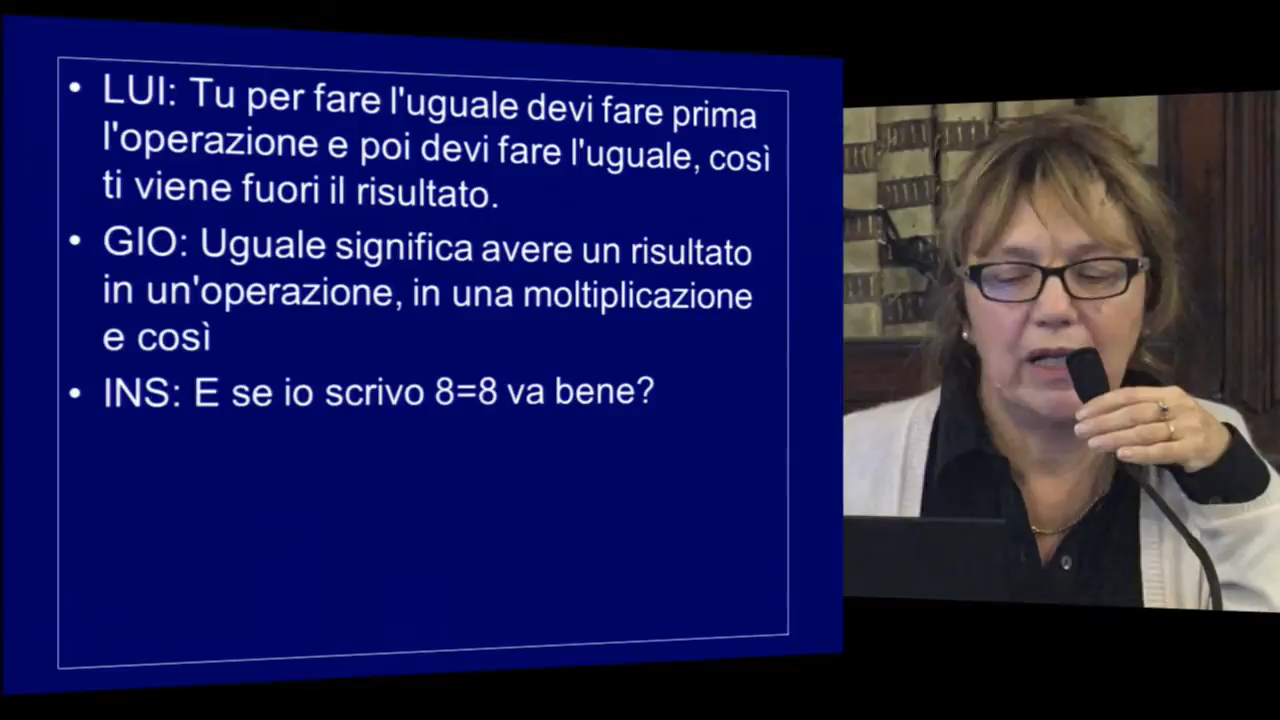 • LUI: Tu per fare l'uguale devi fare prima
l'operazione e poi devi fare l'uguale, così
ti viene fuori il risultato.
• GIO: Uguale significa avere un risultato
in un'operazione, in una moltiplicazione
e così
• INS: E se io scrivo 8=8 va bene?